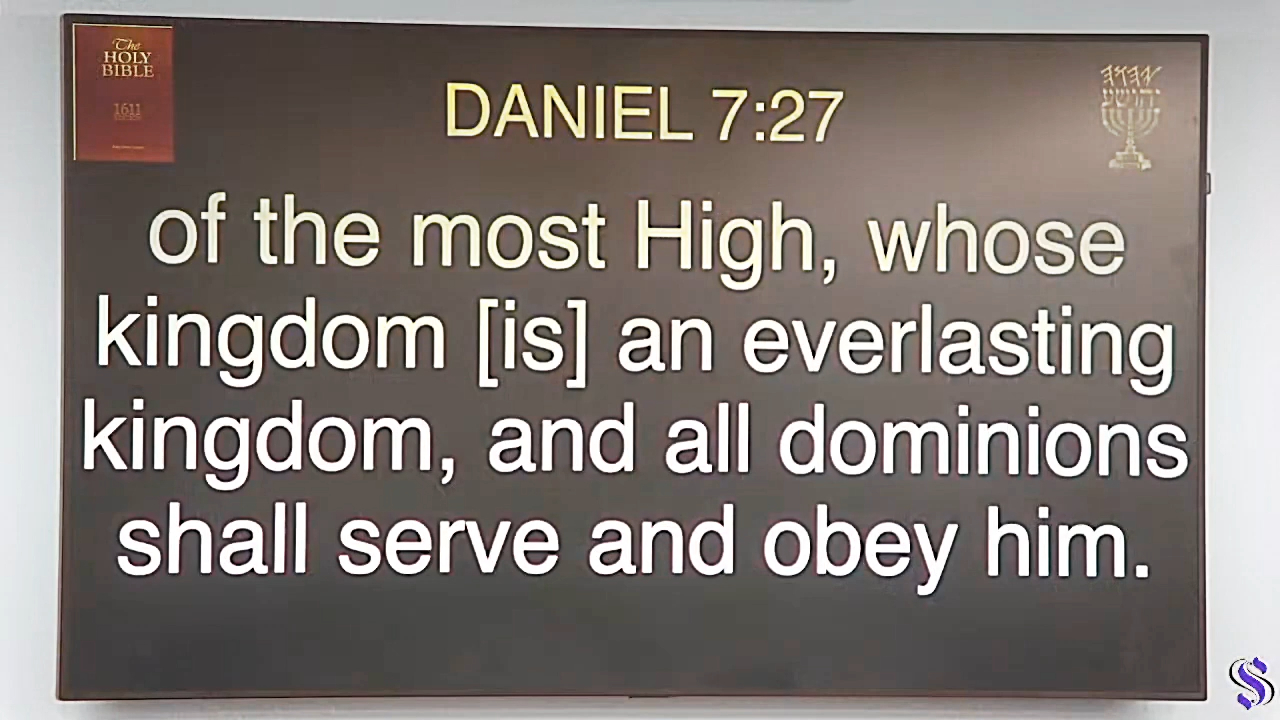 The
HOLY
BIBLE
1611
DANIEL 7:27
יהושע
of the most High, whose
kingdom [is] an everlasting
kingdom, and all dominions
shall serve and obey him.